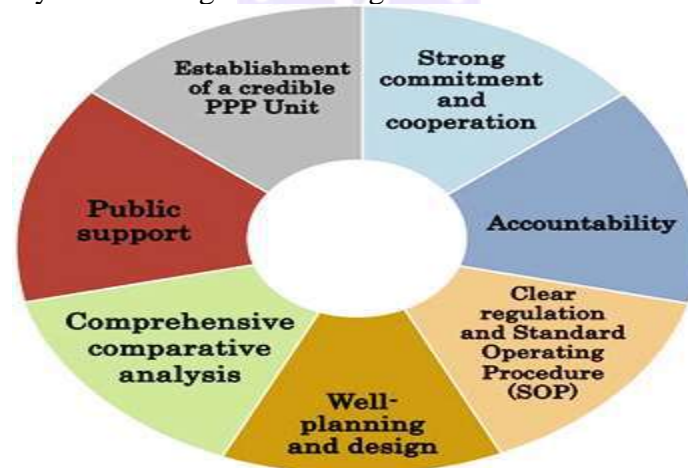 Establishment
of a credible
PPP Unit
Strong
commitment
and
cooperation
Accountability
Clear
regulation
and Standard
Operating
Procedure
(SOP)
Well-
planning
and design
Comprehensive
comparative
analysis
Public
support